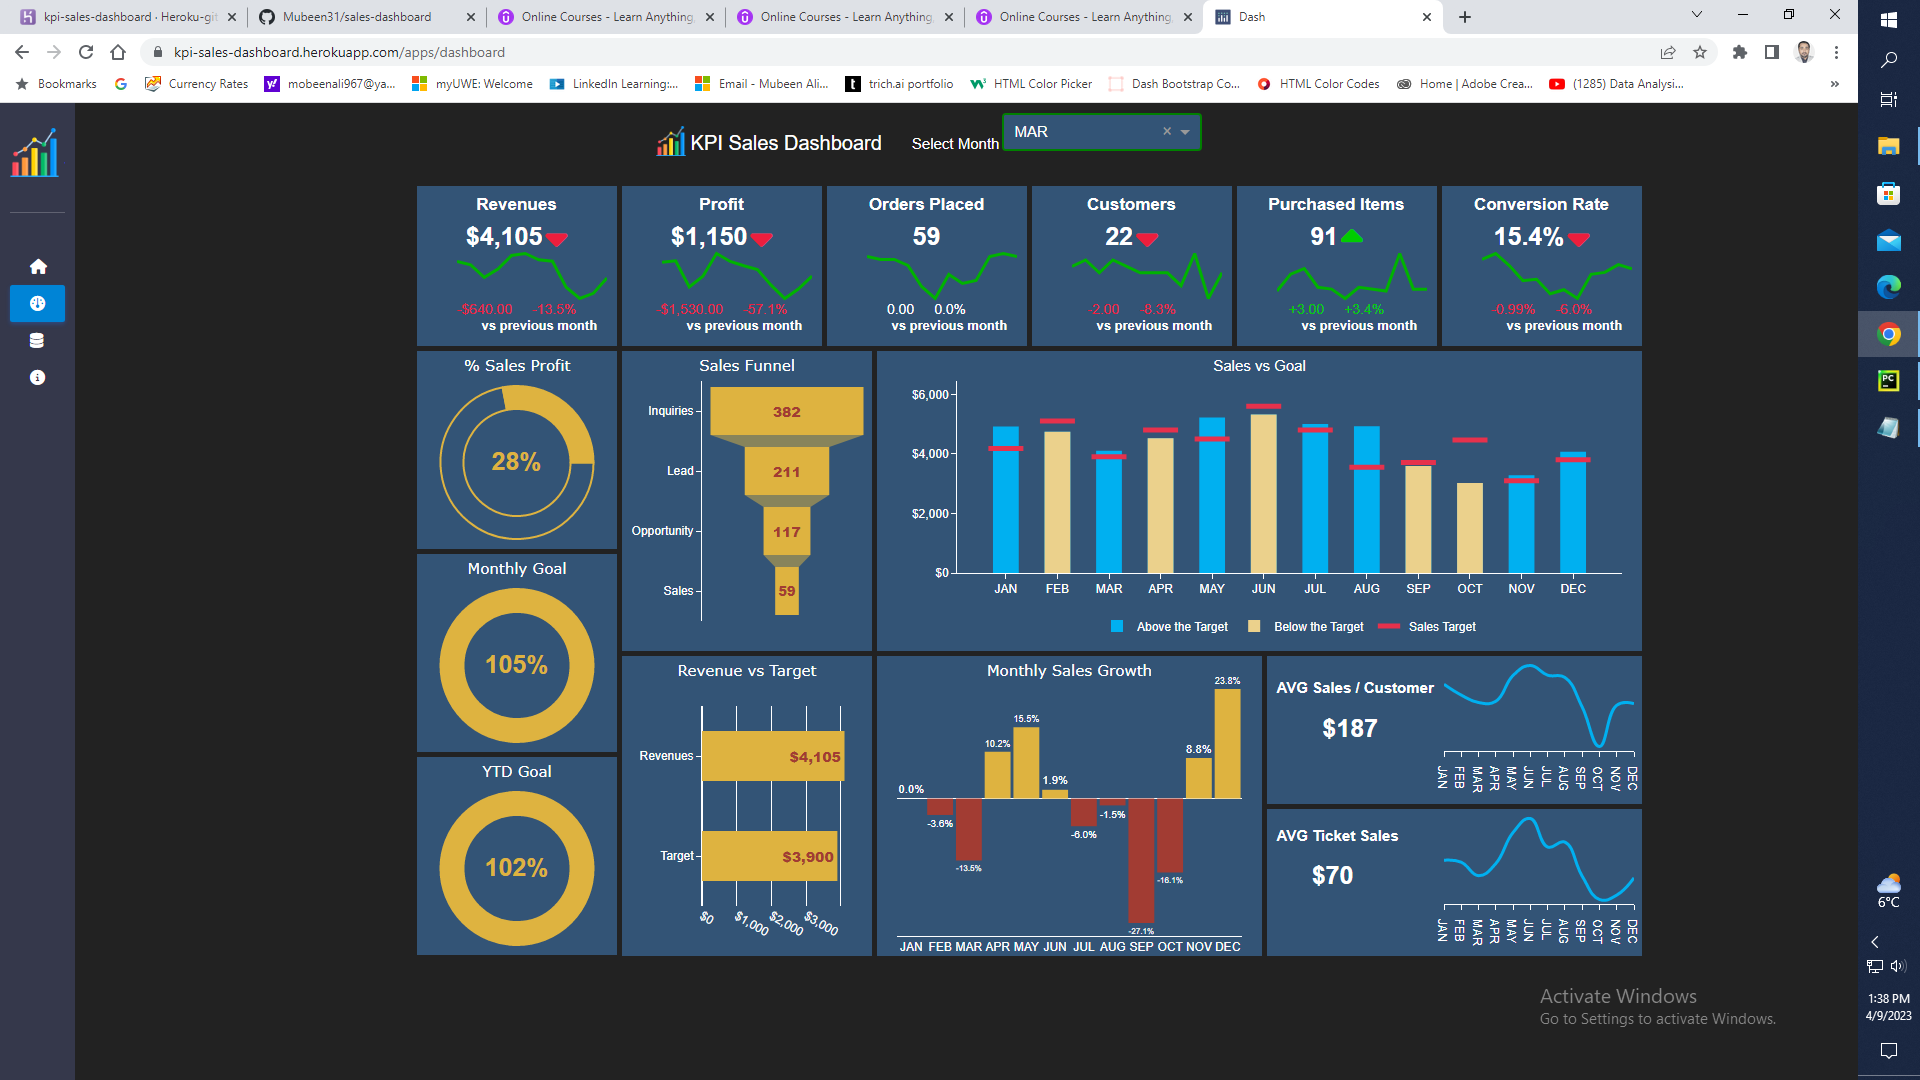 kpi-sales-dashboard · Heroku-git
Mubeen31/sales-dashboard
Online Courses - Learn Anything,
Online Courses - Learn Anything,
Online Courses - Learn Anything,
Dash
kpi-sales-dashboard.herokuapp.com/apps/dashboard
Bookmarks
Currency Rates
mobeenali967@ya...
myUWE: Welcome
LinkedIn Learning:...
Email - Mubeen Ali...
trich.ai portfolio
HTML Color Picker
Dash Bootstrap Co...
HTML Color Codes
Home | Adobe Crea...
(1285) Data Analysi...
»
KPI Sales Dashboard
Select Month
MAR
Revenues
$4,105
-$640.00 -13.5%
vs previous month
Profit
$1,150
-$1,530.00 -57.1%
vs previous month
Orders Placed
59
0.00 0.0%
vs previous month
Customers
22
-2.00 -8.3%
vs previous month
Purchased Items
91
+3.00 +3.4%
vs previous month
Conversion Rate
15.4%
-0.99% -6.0%
vs previous month
% Sales Profit
28%
Monthly Goal
105%
YTD Goal
102%
Sales Funnel
Inquiries 382
Lead 211
Opportunity 117
Sales 59
Sales vs Goal
$6,000
$4,000
$2,000
$0
JAN FEB MAR APR MAY JUN JUL AUG SEP OCT NOV DEC
Above the Target Below the Target Sales Target
Revenue vs Target
Revenues $4,105
Target $3,900
$0 $1,000 $2,000 $3,000
Monthly Sales Growth
0.0%
-3.6%
-13.5%
10.2%
15.5%
1.9%
-6.0%
-1.5%
-27.1%
-16.1%
8.8%
23.8%
JAN FEB MAR APR MAY JUN JUL AUG SEP OCT NOV DEC
AVG Sales / Customer
$187
JAN FEB MAR APR MAY JUN JUL AUG SEP OCT NOV DEC
AVG Ticket Sales
$70
JAN FEB MAR APR MAY JUN JUL AUG SEP OCT NOV DEC
Activate Windows
Go to Settings to activate Windows.
PC
6°C
1:38 PM
4/9/2023